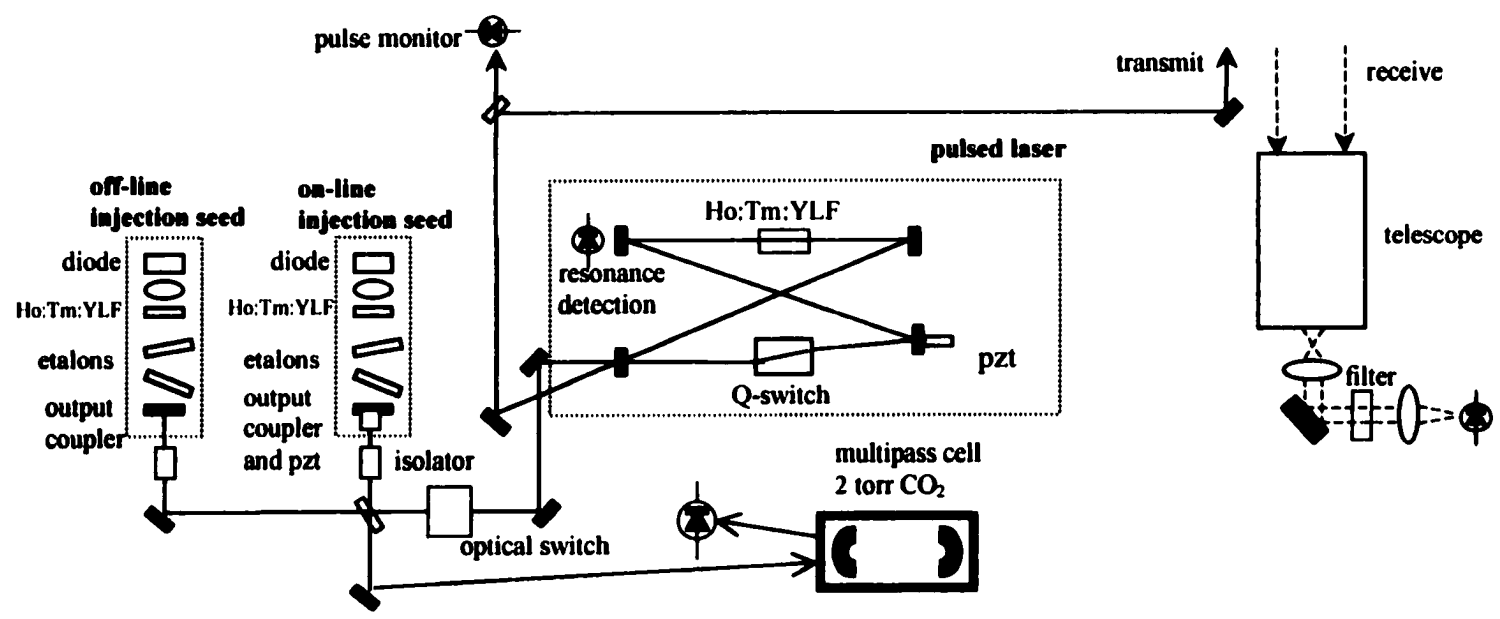 pulse monitor
transmit
receive
pulsed laser
off-line
injection seed
on-line
injection seed
Ho:Tm:YLF
diode
diode
resonance
detection
telescope
Ho:Tm:YLF
Ho:Tm:YLF
etalons
etalons
pzt
Q-switch
filter
output
coupler
output
coupler
and pzt
isolator
multipass cell
2 torr CO₂
optical switch